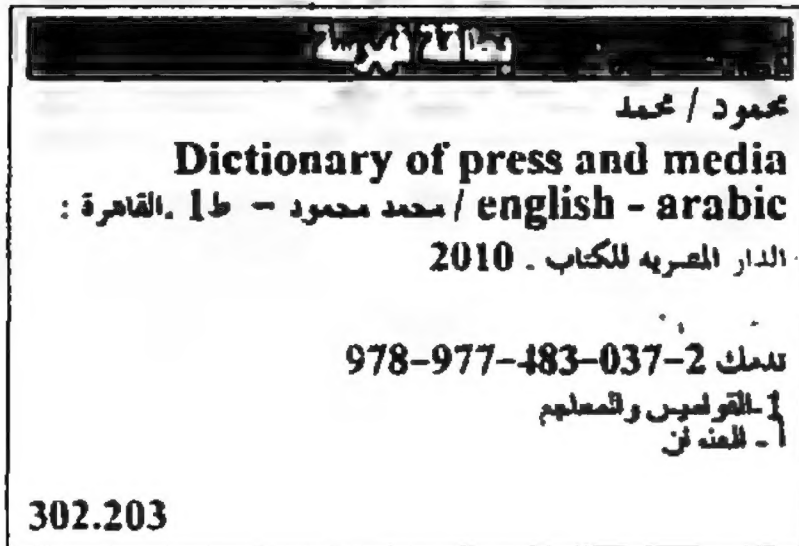 بطاقة فهرسة
محمود / محمد
Dictionary of press and media
english - arabic / محمد محمود - ط1 .القاهرة :
الدار المصريه للكتاب . 2010
تدمك 2-037-483-977-978
1-القواميس والمعاجم
أ - العنوان
302.203